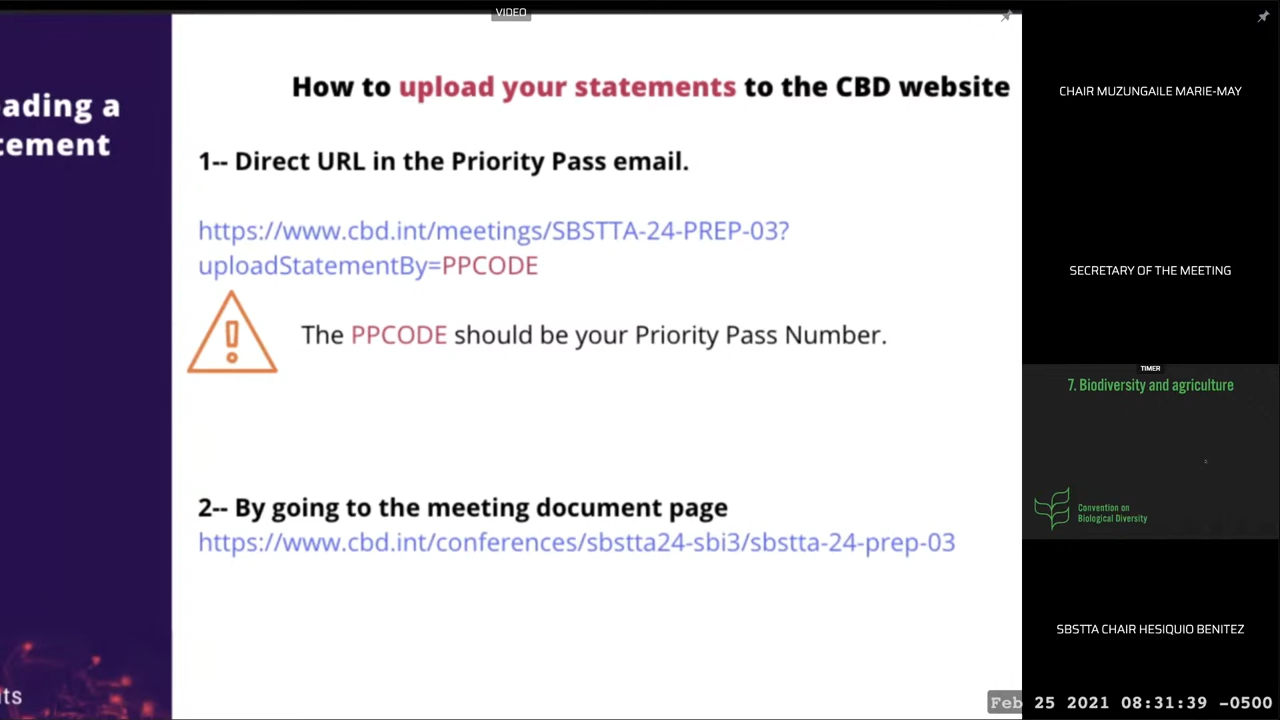 VIDEO
ading a
tement
How to upload your statements to the CBD website
1-- Direct URL in the Priority Pass email.
https://www.cbd.int/meetings/SBSTTA-24-PREP-03?
uploadStatementBy=PPCODE
The PPCODE should be your Priority Pass Number.
2-- By going to the meeting document page
https://www.cbd.int/conferences/sbstta24-sbi3/sbstta-24-prep-03
ts
CHAIR MUZUNGAILE MARIE-MAY
SECRETARY OF THE MEETING
TIMER
7. Biodiversity and agriculture
Convention on
Biological Diversity
SBSTTA CHAIR HESIQUIO BENITEZ
Feb 25 2021 08:31:39 -0500